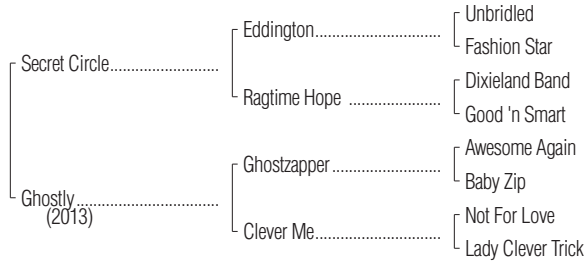 Unbridled
Eddington..............................
Fashion Star
Secret Circle............................
Dixieland Band
Ragtime Hope .........................
Good 'n Smart
Awesome Again
Ghostzapper...........................
Baby Zip
Ghostly....................................
(2013)
Not For Love
Clever Me...............................
Lady Clever Trick